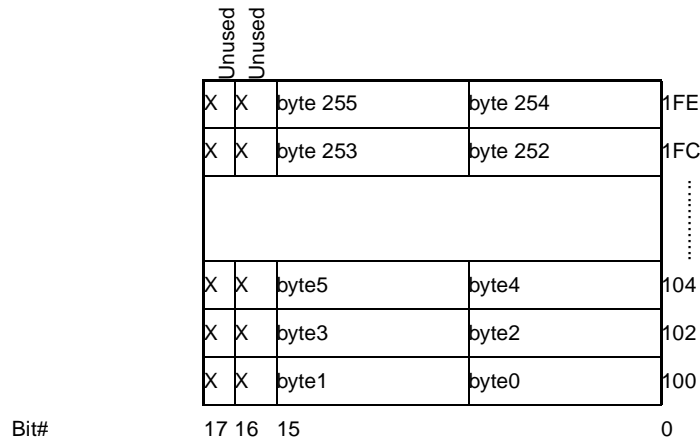 Unused Unused
X X byte 255 byte 254 1FE
X X byte 253 byte 252 1FC
............
X X byte5 byte4 104
X X byte3 byte2 102
X X byte1 byte0 100
Bit# 17 16 15 0